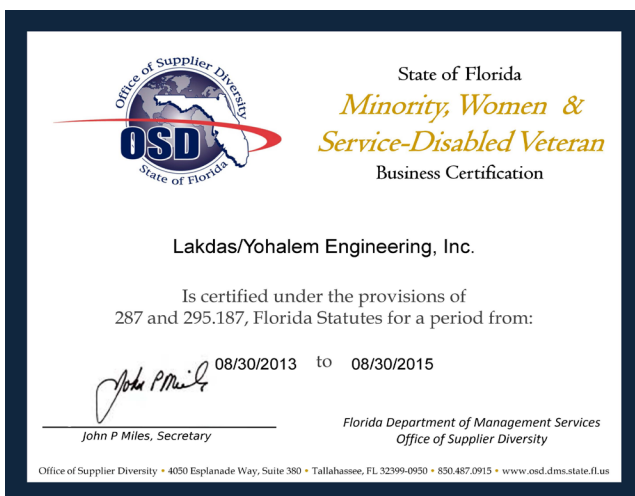 Office of Supplier Diversity
OSD
State of Florida
State of Florida
Minority, Women &
Service-Disabled Veteran
Business Certification
Lakdas/Yohalem Engineering, Inc.
Is certified under the provisions of
287 and 295.187, Florida Statutes for a period from:
08/30/2013 to 08/30/2015
John P Miles
John P Miles, Secretary
Florida Department of Management Services
Office of Supplier Diversity
Office of Supplier Diversity • 4050 Esplanade Way, Suite 380 • Tallahassee, FL 32399-0950 • 850.487.0915 • www.osd.dms.state.fl.us